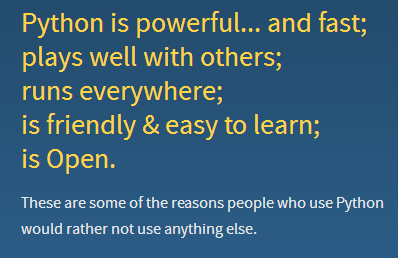 Python is powerful... and fast;
plays well with others;
runs everywhere;
is friendly & easy to learn;
is Open.
These are some of the reasons people who use Python
would rather not use anything else.